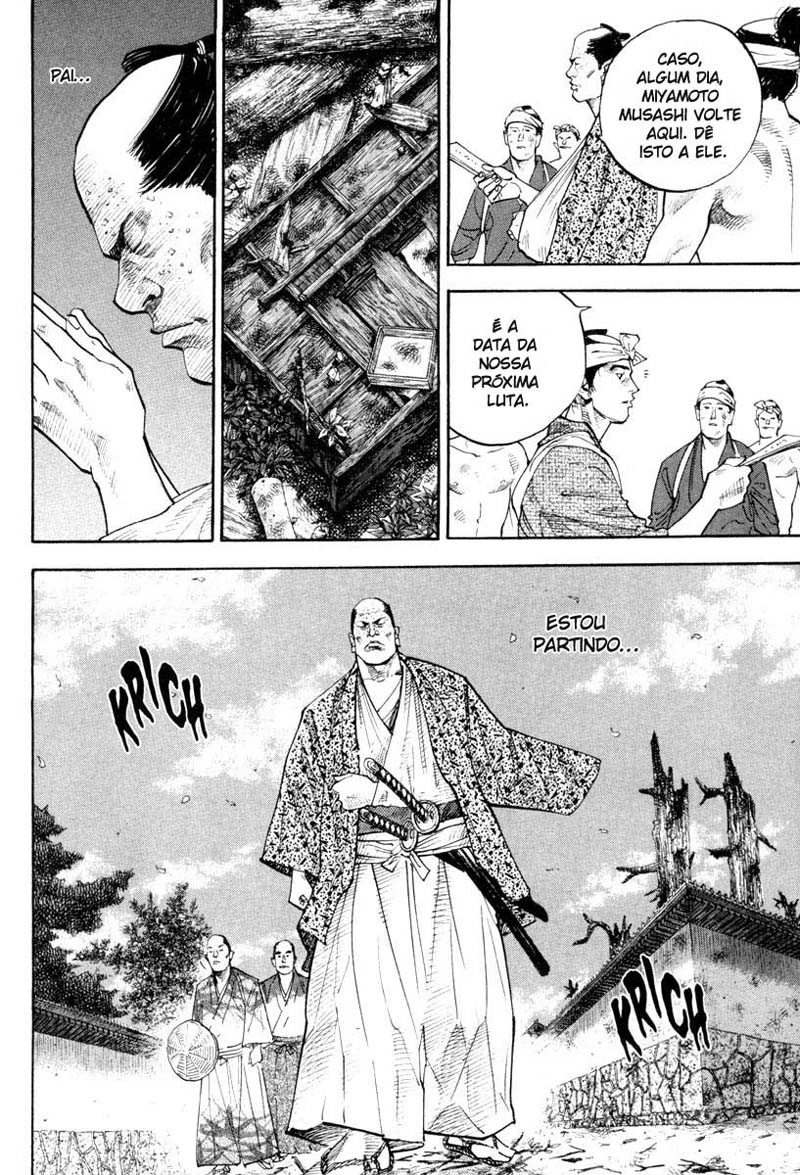 CASO,
ALGUM DIA,
MIYAMOTO
MUSASHI VOLTE
AQUI. DÊ
ISTO A ELE.
É A
DATA DA
NOSSA
PRÓXIMA
LUTA.
PAI...
ESTOU
PARTINDO...
KRICH
KRICH